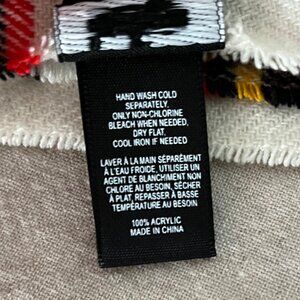 HAND WASH COLD
SEPARATELY.
ONLY NON-CHLORINE
BLEACH WHEN NEEDED,
DRY FLAT.
COOL IRON IF NEEDED
LAVER À LA MAIN SÉPARÉMENT
À L'EAU FROIDE, UTILISER UN
AGENT DE BLANCHIMENT NON
CHLORE AU BESOIN, SÉCHER
À PLAT, REPASSER À BASSE
TEMPÉRATURE AU BESOIN.
100% ACRYLIC
MADE IN CHINA